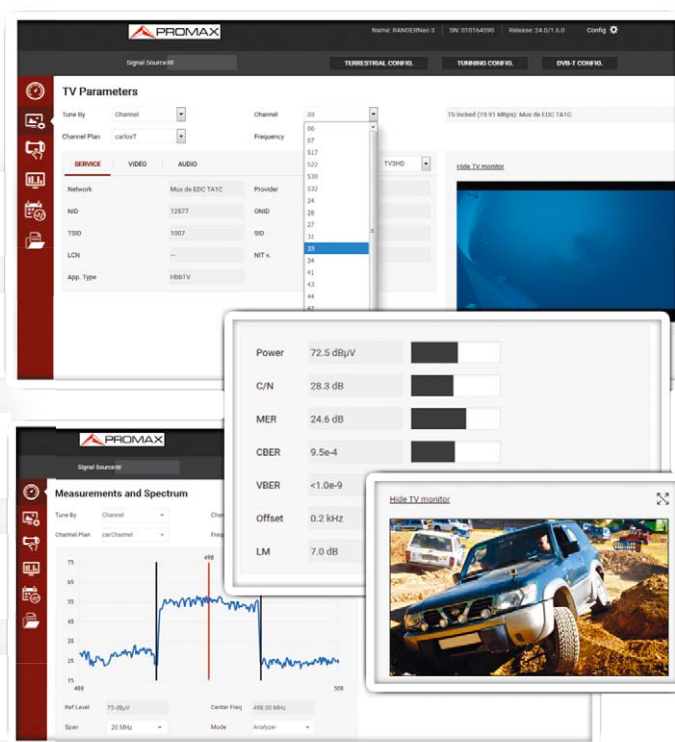 PROMAX
Name: RANGERNeo 3 SN: 010164590 Release: 24.0/1.6.0 Config
Signal Source RF TERRESTRIAL CONFIG. TUNNING CONFIG. DVB-T CONFIG.
TV Parameters
Tune By Channel Channel 33 TS locked (19.91 Mbps): Mux de EDC TA1C
Channel Plan carlosT Frequency
06
07
S17
S22
S30
S32
24
26
27
31
33
34
41
43
44
47
SERVICE VIDEO AUDIO TV3HD Hide TV monitor
Network Mux de EDC TA1C Provider
NID 12877 ONID
TSID 1007 SID
LCN -- NIT v.
App. Type HbbTV
Power 72.5 dBµV
C/N 28.3 dB
MER 24.6 dB
CBER 9.5e-4
VBER <1.0e-9
Offset 0.2 kHz
LM 7.0 dB
Hide TV monitor
PROMAX
Signal Source RF
Measurements and Spectrum
Tune By Channel
Channel Plan carChannel
498
75
65
55
45
35
25
15
488 508
Ref Level 75 dBµV Center Freq 498.00 MHz
Span 20 MHz Mode Analyzer